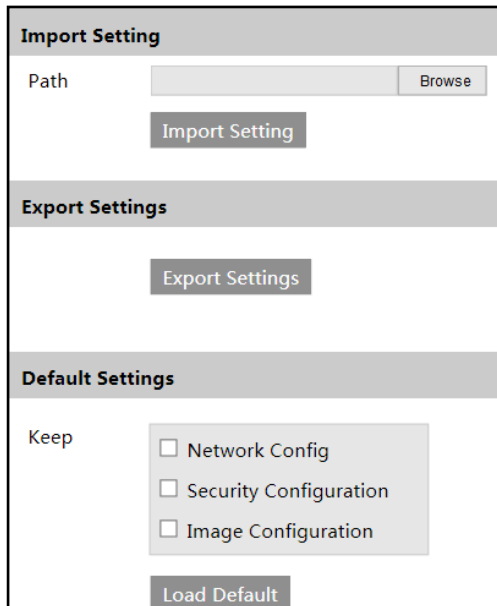 Import Setting
Path Browse
Import Setting
Export Settings
Export Settings
Default Settings
Keep
Network Config
Security Configuration
Image Configuration
Load Default